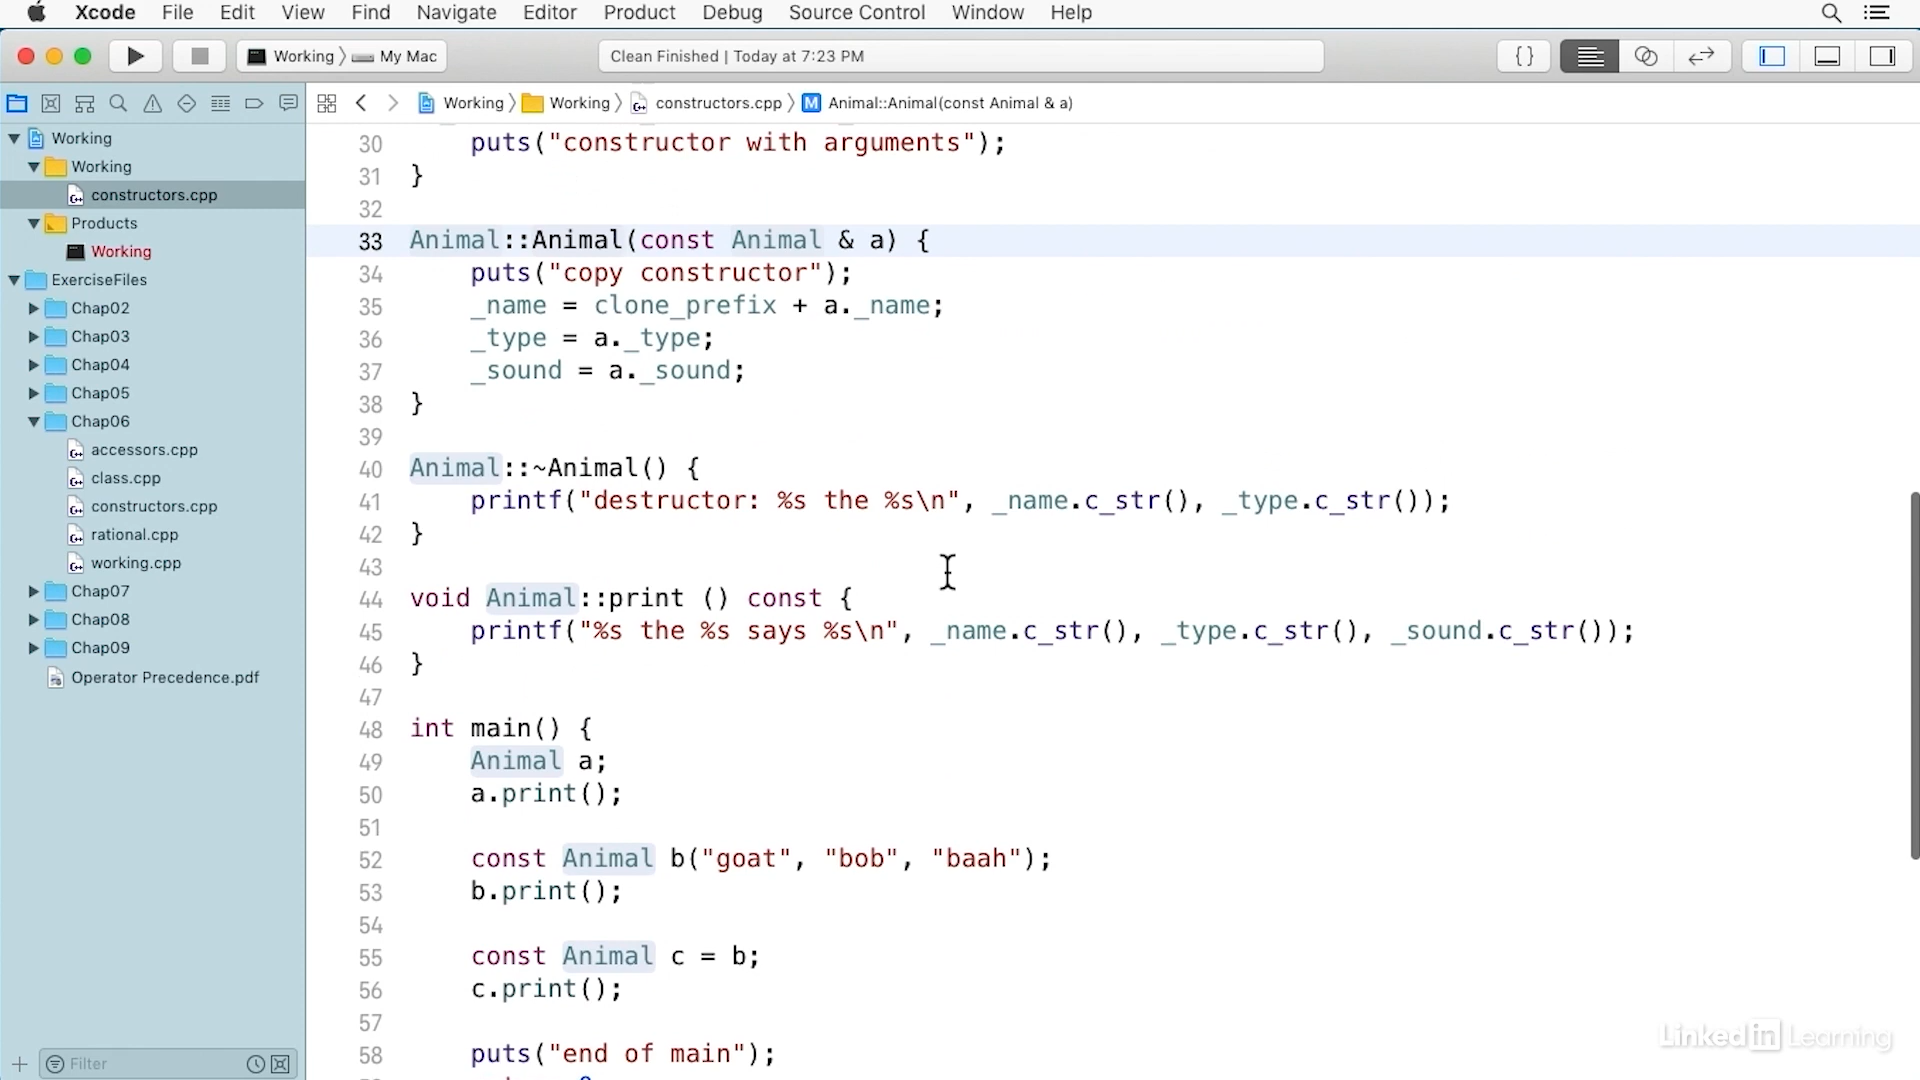 Xcode File Edit View Find Navigate Editor Product Debug Source Control Window Help
Working My Mac
Clean Finished | Today at 7:23 PM
{ }
Working Working constructors.cpp M Animal::Animal(const Animal & a)
Working
Working
constructors.cpp
Products
Working
ExerciseFiles
Chap02
Chap03
Chap04
Chap05
Chap06
accessors.cpp
class.cpp
constructors.cpp
rational.cpp
working.cpp
Chap07
Chap08
Chap09
Operator Precedence.pdf
Filter
30 puts("constructor with arguments");
31 }
32
33 Animal::Animal(const Animal & a) {
34 puts("copy constructor");
35 _name = clone_prefix + a._name;
36 _type = a._type;
37 _sound = a._sound;
38 }
39
40 Animal::~Animal() {
41 printf("destructor: %s the %s\n", _name.c_str(), _type.c_str());
42 }
43
44 void Animal::print () const {
45 printf("%s the %s says %s\n", _name.c_str(), _type.c_str(), _sound.c_str());
46 }
47
48 int main() {
49 Animal a;
50 a.print();
51
52 const Animal b("goat", "bob", "baah");
53 b.print();
54
55 const Animal c = b;
56 c.print();
57
58 puts("end of main");
Linked in Learning